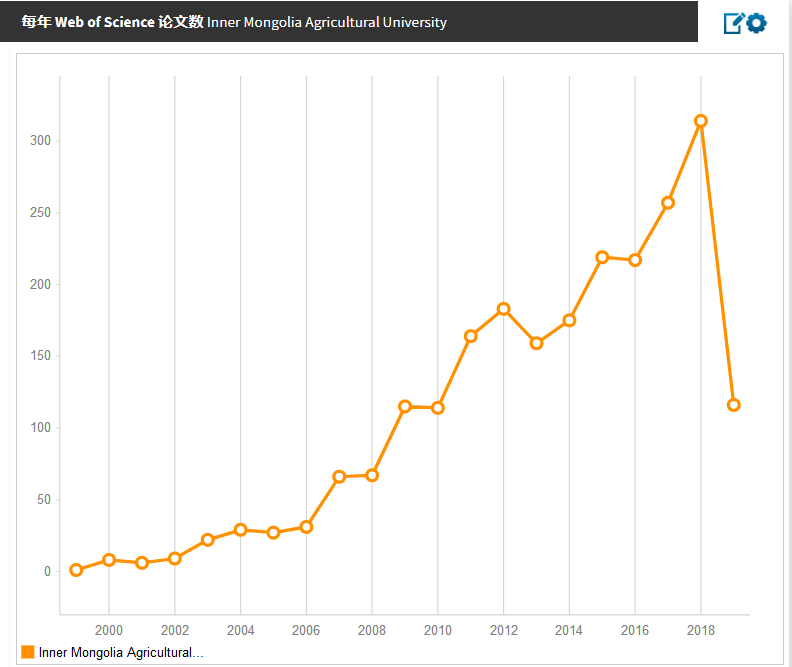 每年 Web of Science 论文数 Inner Mongolia Agricultural University
300
250
200
150
100
50
0
2000 2002 2004 2006 2008 2010 2012 2014 2016 2018
Inner Mongolia Agricultural...